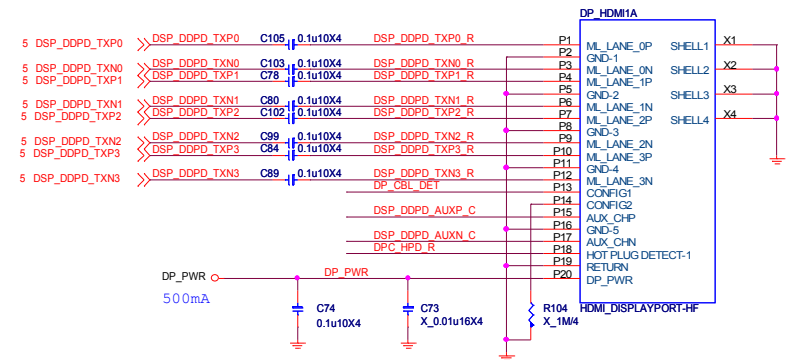 DP_HDMI1A
5 DSP_DDPD_TXP0 DSP_DDPD_TXP0 C105 0.1u10X4 DSP_DDPD_TXP0_R P1 ML_LANE_0P SHELL1 X1
P2 GND-1
5 DSP_DDPD_TXN0 DSP_DDPD_TXN0 C103 0.1u10X4 DSP_DDPD_TXN0_R P3 ML_LANE_0N SHELL2 X2
5 DSP_DDPD_TXP1 DSP_DDPD_TXP1 C78 0.1u10X4 DSP_DDPD_TXP1_R P4 ML_LANE_1P
P5 GND-2 SHELL3 X3
5 DSP_DDPD_TXN1 DSP_DDPD_TXN1 C80 0.1u10X4 DSP_DDPD_TXN1_R P6 ML_LANE_1N
5 DSP_DDPD_TXP2 DSP_DDPD_TXP2 C102 0.1u10X4 DSP_DDPD_TXP2_R P7 ML_LANE_2P SHELL4 X4
P8 GND-3
5 DSP_DDPD_TXN2 DSP_DDPD_TXN2 C99 0.1u10X4 DSP_DDPD_TXN2_R P9 ML_LANE_2N
5 DSP_DDPD_TXP3 DSP_DDPD_TXP3 C84 0.1u10X4 DSP_DDPD_TXP3_R P10 ML_LANE_3P
P11 GND-4
5 DSP_DDPD_TXN3 DSP_DDPD_TXN3 C89 0.1u10X4 DSP_DDPD_TXN3_R P12 ML_LANE_3N
DP_CBL_DET P13 CONFIG1
P14 CONFIG2
DSP_DDPD_AUXP_C P15 AUX_CHP
P16 GND-5
DSP_DDPD_AUXN_C P17 AUX_CHN
DPC_HPD_R P18 HOT PLUG DETECT-1
P19 RETURN
DP_PWR DP_PWR P20 DP_PWR
500mA
C74 C73 R104 HDMI_DISPLAYPORT-HF
0.1u10X4 X_0.01u16X4 X_1M/4